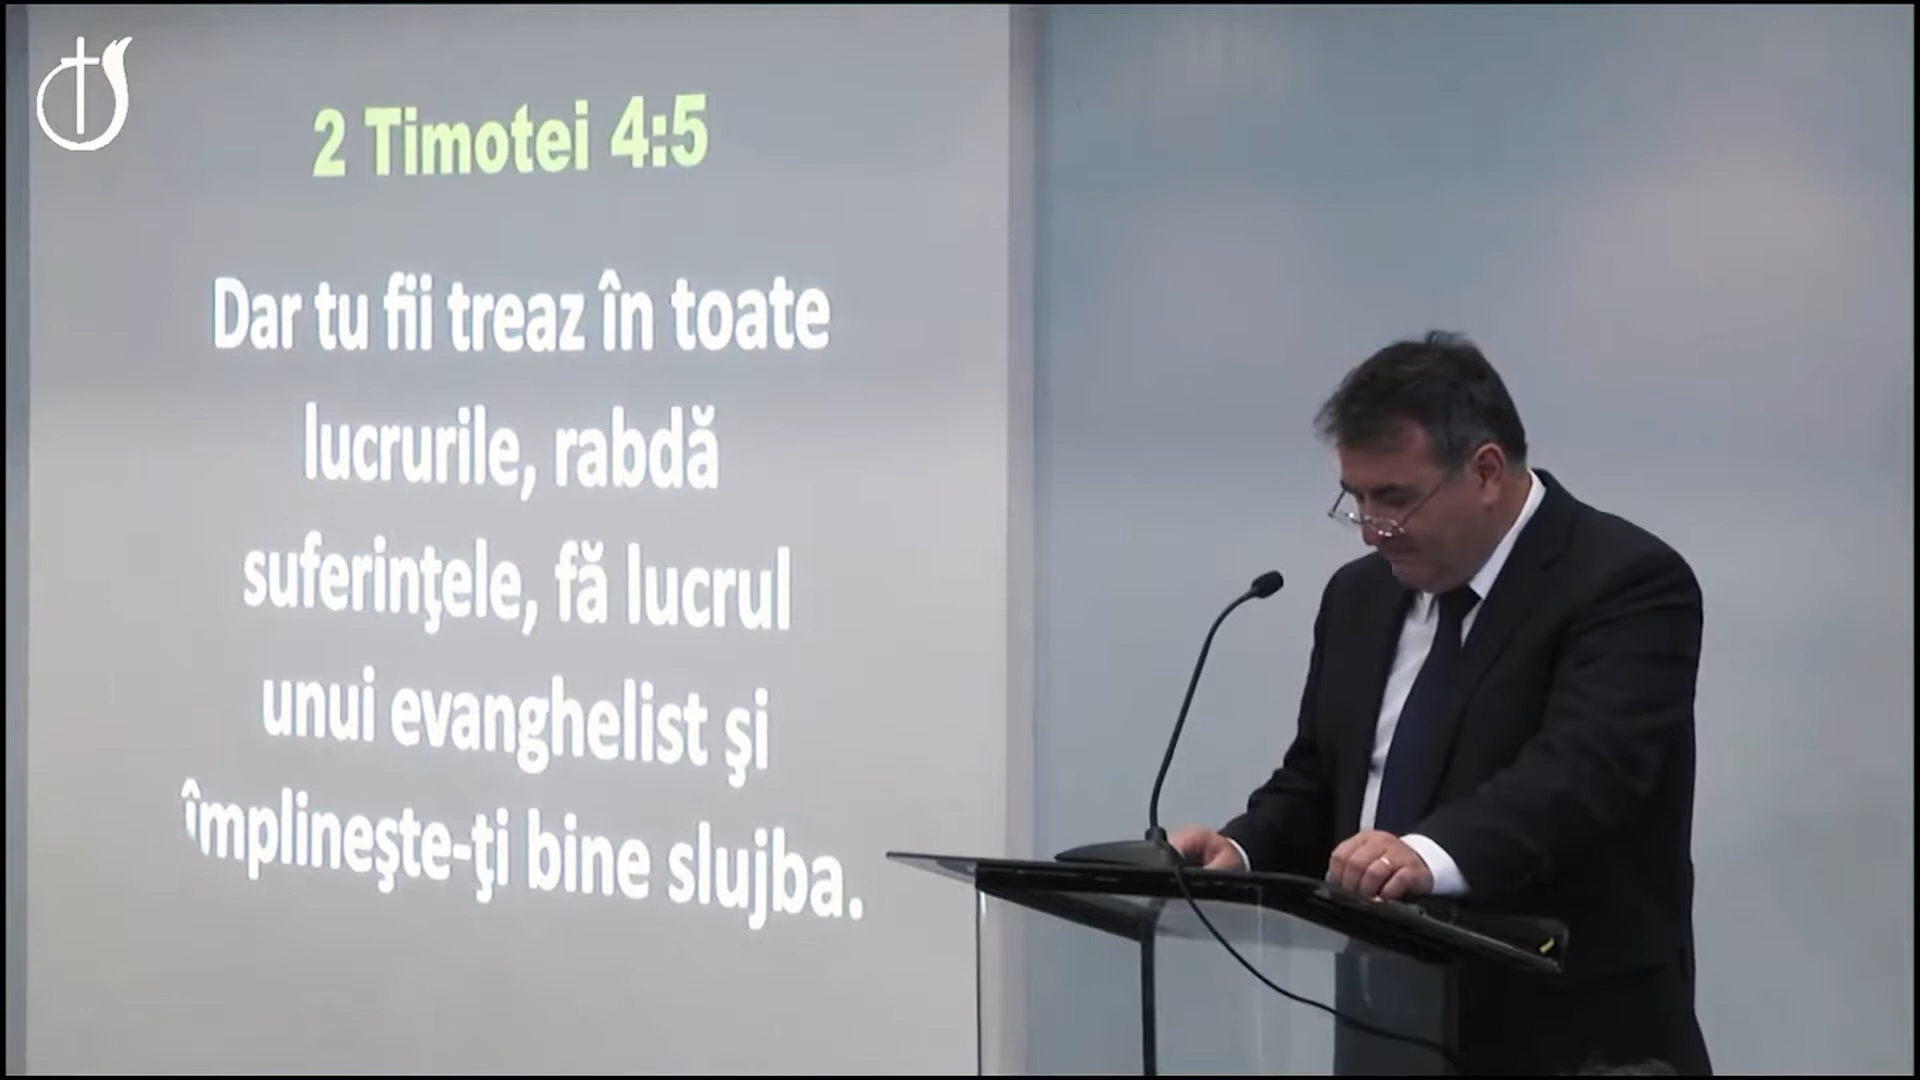 2 Timotei 4:5
Dar tu fii treaz în toate
lucrurile, rabdă
suferinţele, fă lucrul
unui evanghelist şi
împlineşte-ţi bine slujba.